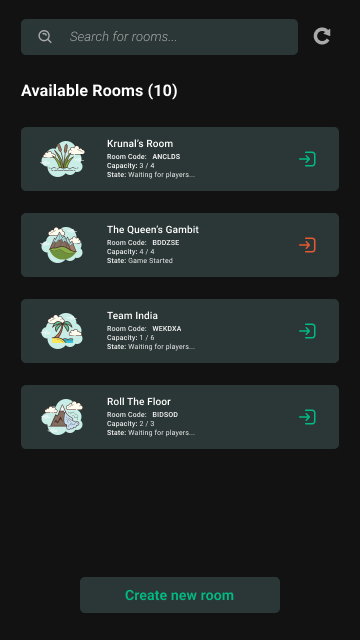 Search for rooms...
Available Rooms (10)
Krunal's Room
Room Code: ANCLDS
Capacity: 3 / 4
State: Waiting for players...
The Queen's Gambit
Room Code: BDDZSE
Capacity: 4 / 4
State: Game Started
Team India
Room Code: WEKDXA
Capacity: 1 / 6
State: Waiting for players...
Roll The Floor
Room Code: BIDSOD
Capacity: 2 / 3
State: Waiting for players...
Create new room